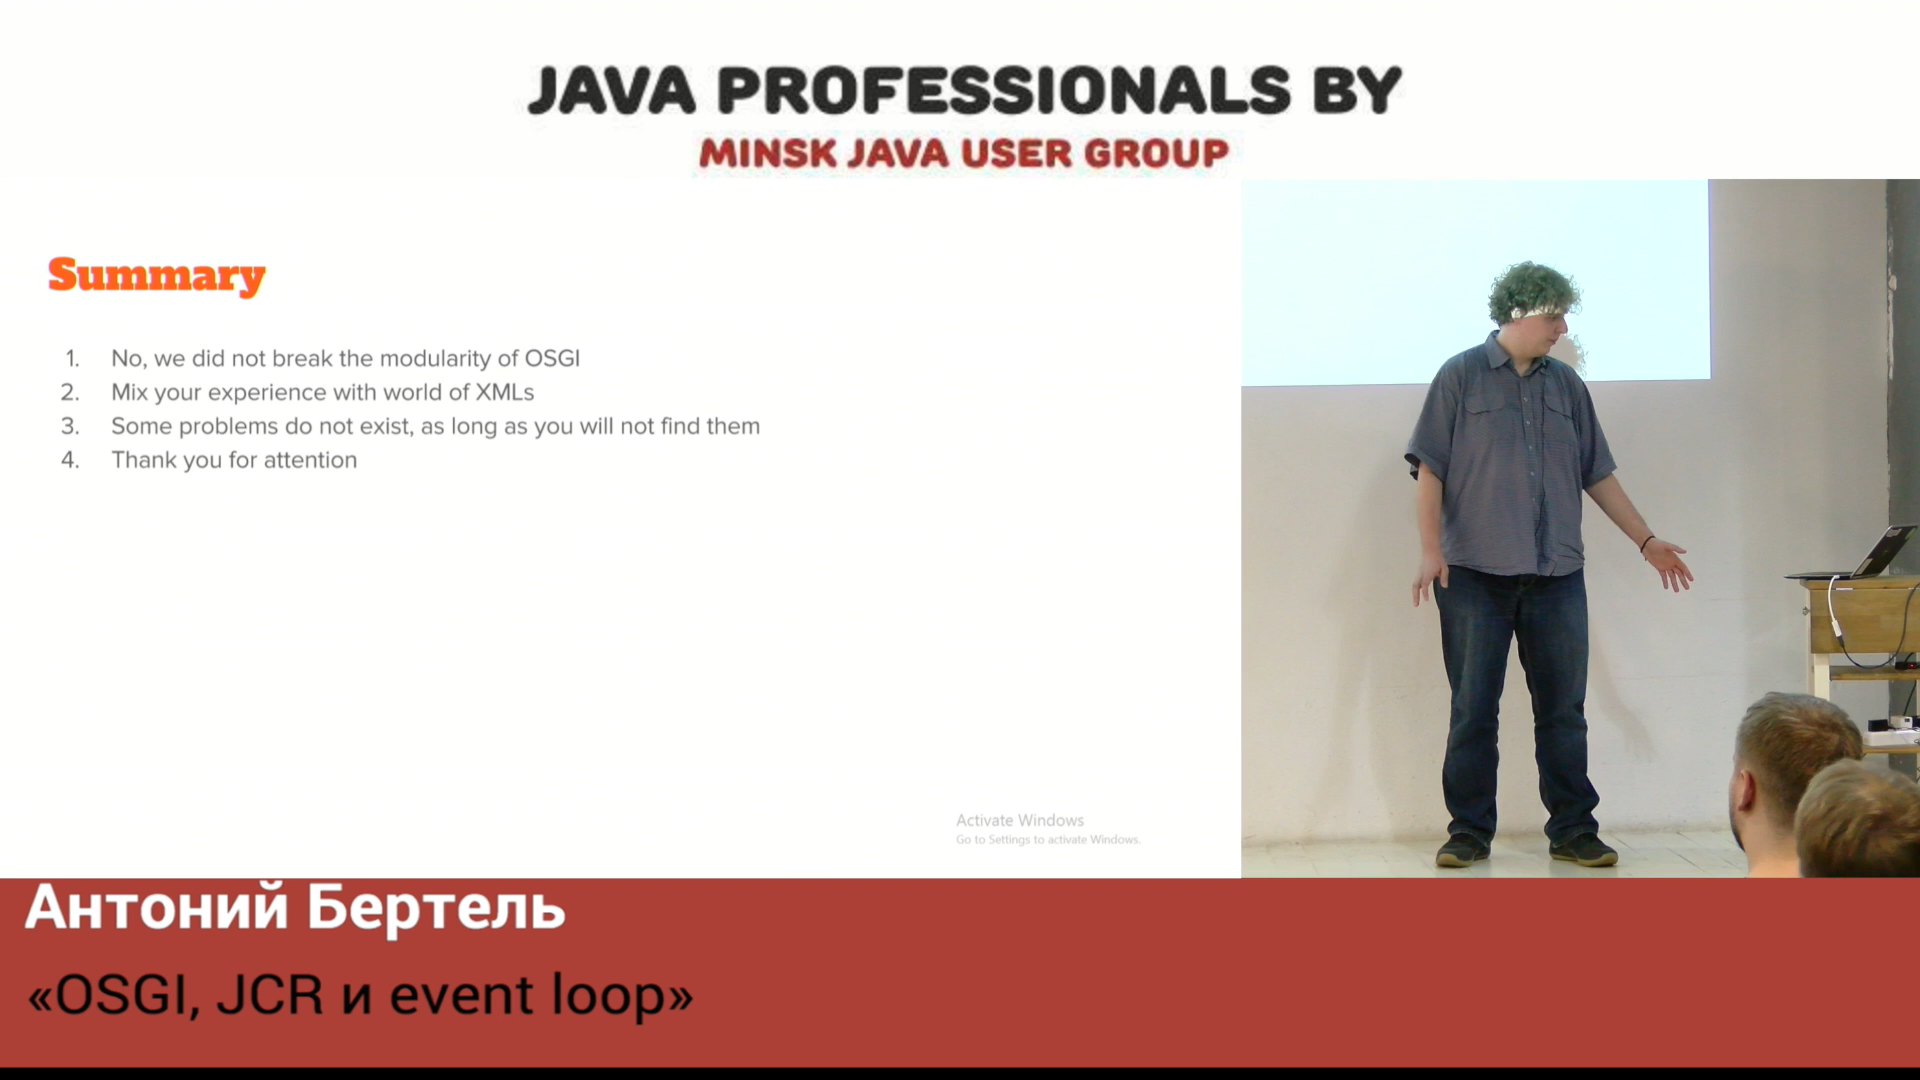 JAVA PROFESSIONALS BY
MINSK JAVA USER GROUP
Summary
1. No, we did not break the modularity of OSGI
2. Mix your experience with world of XMLs
3. Some problems do not exist, as long as you will not find them
4. Thank you for attention
Activate Windows
Go to Settings to activate Windows.
Антоний Бертель
«OSGI, JCR и event loop»